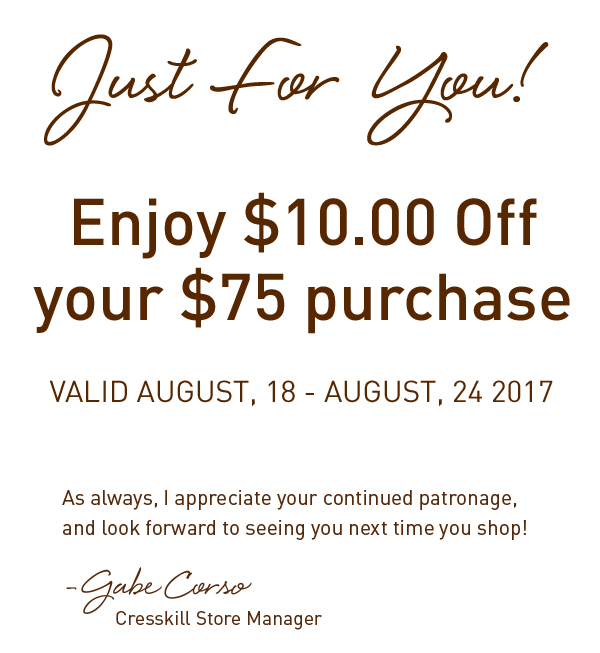 Just For You!
Enjoy $10.00 Off
your $75 purchase
VALID AUGUST, 18 - AUGUST, 24 2017
As always, I appreciate your continued patronage,
and look forward to seeing you next time you shop!
- Gabe Corso
Cresskill Store Manager